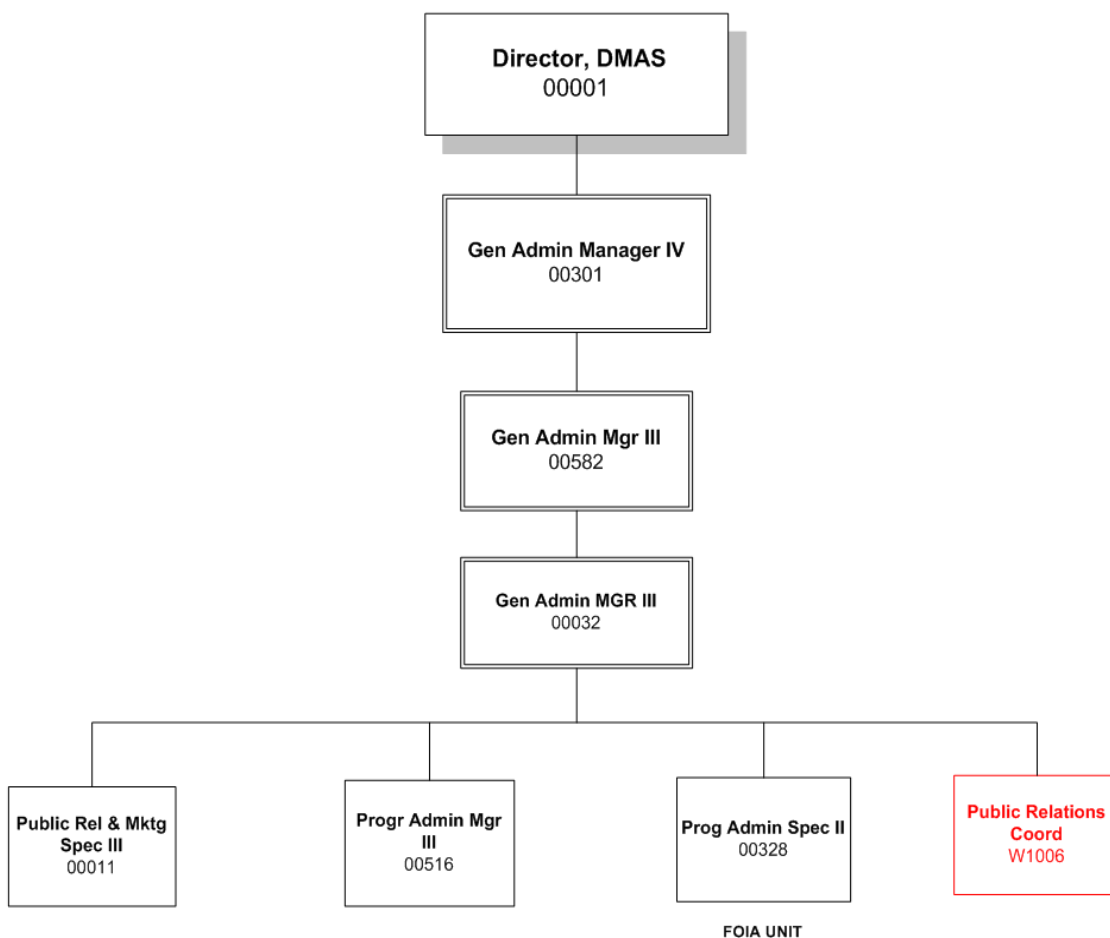 Director, DMAS
00001
Gen Admin Manager IV
00301
Gen Admin Mgr III
00582
Gen Admin MGR III
00032
Public Rel & Mktg
Spec III
00011
Progr Admin Mgr
III
00516
Prog Admin Spec II
00328
Public Relations
Coord
W1006
FOIA UNIT